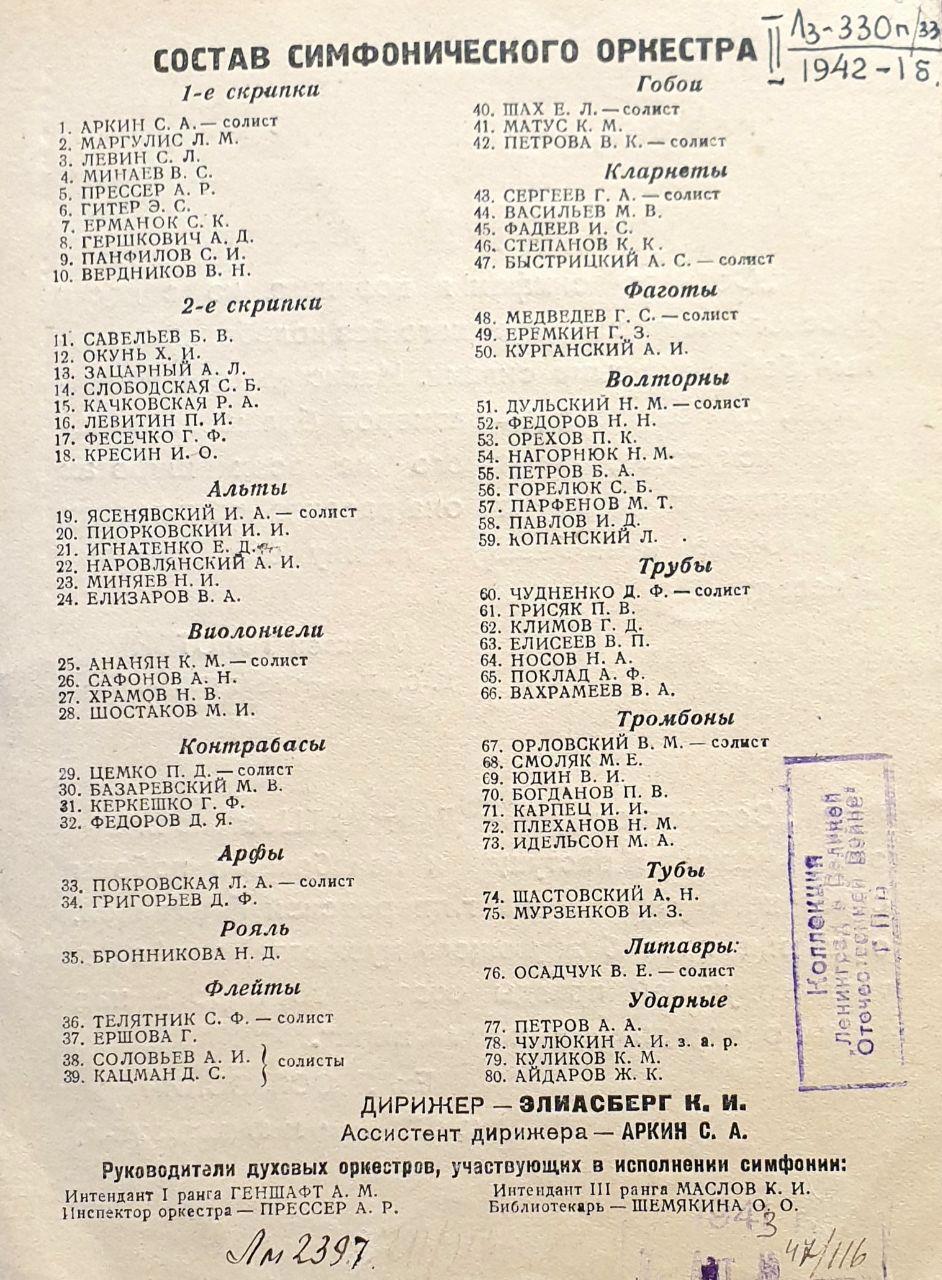 СОСТАВ СИМФОНИЧЕСКОГО ОРКЕСТРА
Лз-330п/33
1942-1б.
1-е скрипки
1. АРКИН С. А. — солист
2. МАРГУЛИС Л. М.
3. ЛЕВИН С. Л.
4. МИНАЕВ В. С.
5. ПРЕССЕР А. Р.
6. ГИТЕР Э. С.
7. ЕРМАНОК С. К.
8. ГЕРШКОВИЧ А. Д.
9. ПАНФИЛОВ С. И.
10. ВЕРДНИКОВ В. Н.
2-е скрипки
11. САВЕЛЬЕВ Б. В.
12. ОКУНЬ Х. И.
13. ЗАЦАРНЫЙ А. Л.
14. СЛОБОДСКАЯ С. Б.
15. КАЧКОВСКАЯ Р. А.
16. ЛЕВИТИН П. И.
17. ФЕСЕЧКО Г. Ф.
18. КРЕСИН И. О.
Альты
19. ЯСЕНЯВСКИЙ И. А. — солист
20. ПИОРКОВСКИИ И. И.
21. ИГНАТЕНКО Е. Д.
22. НАРОВЛЯНСКИЙ А. И.
23. МИНЯЕВ Н. И.
24. ЕЛИЗАРОВ В. А.
Виолончели
25. АНАНЯН К. М. — солист
26. САФОНОВ А. Н.
27. ХРАМОВ Н. В.
28. ШОСТАКОВ М. И.
Контрабасы
29. ЦЕМКО П. Д. — солист
30. БАЗАРЕВСКИЙ М. В.
31. КЕРКЕШКО Г. Ф.
32. ФЕДОРОВ Д. Я.
Арфы
33. ПОКРОВСКАЯ Л. А. — солист
34. ГРИГОРЬЕВ Д. Ф.
Рояль
35. БРОННИКОВА Н. Д.
Флейты
36. ТЕЛЯТНИК С. Ф. — солист
37. ЕРШОВА Г.
38. СОЛОВЬЕВ А. И.
39. КАЦМАН Д. С.
} солисты
Гобои
40. ШАХ Е. Л. — солист
41. МАТУС К. М.
42. ПЕТРОВА В. К. — солист
Кларнеты
43. СЕРГЕЕВ Г. А. — солист
44. ВАСИЛЬЕВ М. В.
45. ФАДЕЕВ И. С.
46. СТЕПАНОВ К. К.
47. БЫСТРИЦКИЙ А. С. — солист
Фаготы
48. МЕДВЕДЕВ Г. С. — солист
49. ЕРЕМКИН Г. З.
50. КУРГАНСКИЙ А. И.
Волторны
51. ДУЛЬСКИЙ Н. М. — солист
52. ФЕДОРОВ Н. Н.
53. ОРЕХОВ П. К.
54. НАГОРНЮК Н. М.
55. ПЕТРОВ Б. А.
56. ГОРЕЛЮК С. Б.
57. ПАРФЕНОВ М. Т.
58. ПАВЛОВ И. Д.
59. КОПАНСКИЙ Л.
Трубы
60. ЧУДНЕНКО Д. Ф. — солист
61. ГРИСЯК П. В.
62. КЛИМОВ Г. Д.
63. ЕЛИСЕЕВ В. П.
64. НОСОВ Н. А.
65. ПОКЛАД А. Ф.
66. ВАХРАМЕЕВ В. А.
Тромбоны
67. ОРЛОВСКИЙ В. М. — солист
68. СМОЛЯК М. Е.
69. ЮДИН В. И.
70. БОГДАНОВ П. В.
71. КАРПЕЦ И. И.
72. ПЛЕХАНОВ Н. М.
73. ИДЕЛЬСОН М. А.
Тубы
74. ШАСТОВСКИЙ А. Н.
75. МУРЗЕНКОВ И. З.
Литавры:
76. ОСАДЧУК В. Е. — солист
Ударные
77. ПЕТРОВ А. А.
78. ЧУЛЮКИН А. И. з. а. р.
79. КУЛИКОВ К. М.
80. АЙДАРОВ Ж. К.
Коллекция
"Ленинград в Великой
Отечественной Войне"
ГПБ
ДИРИЖЕР — ЭЛИАСБЕРГ К. И.
Ассистент дирижера — АРКИН С. А.
Руководители духовых оркестров, участвующих в исполнении симфонии:
Интендант I ранга ГЕНШАФТ А. М.
Инспектор оркестра — ПРЕССЕР А. Р.
Интендант III ранга МАСЛОВ К. И.
Библиотекарь — ШЕМЯКИНА О. О.
Лм 2397.
3
47/116